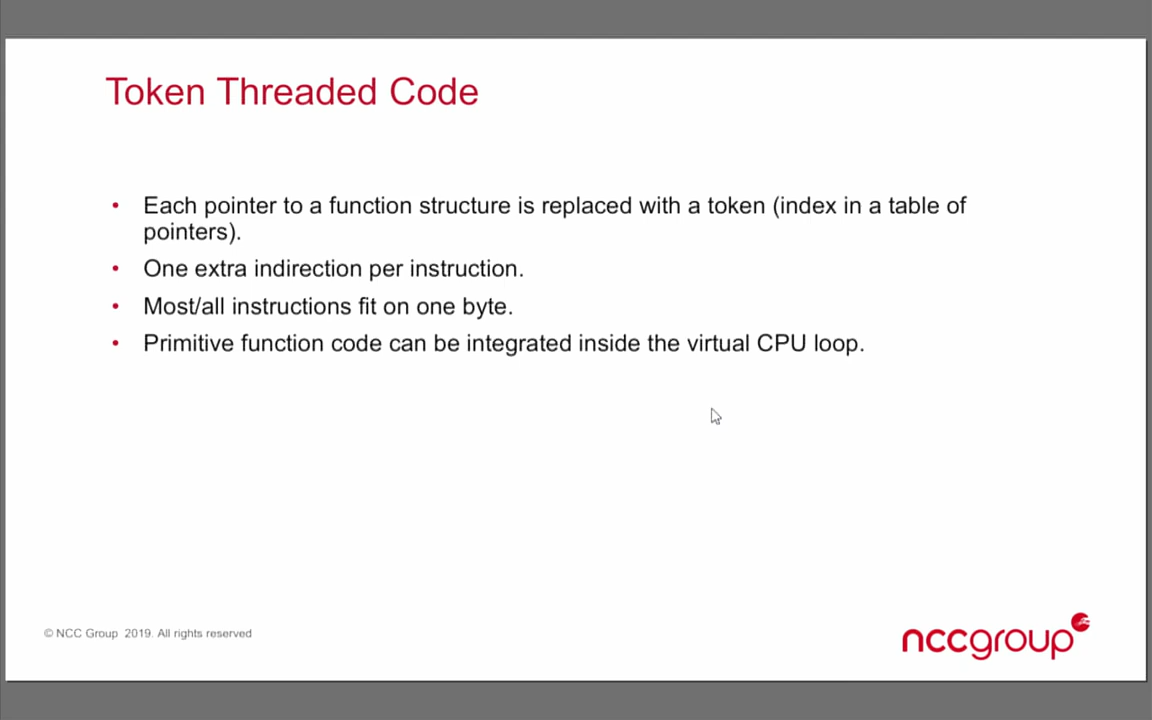 Token Threaded Code
• Each pointer to a function structure is replaced with a token (index in a table of
pointers).
• One extra indirection per instruction.
• Most/all instructions fit on one byte.
• Primitive function code can be integrated inside the virtual CPU loop.
© NCC Group 2019. All rights reserved
nccgroup